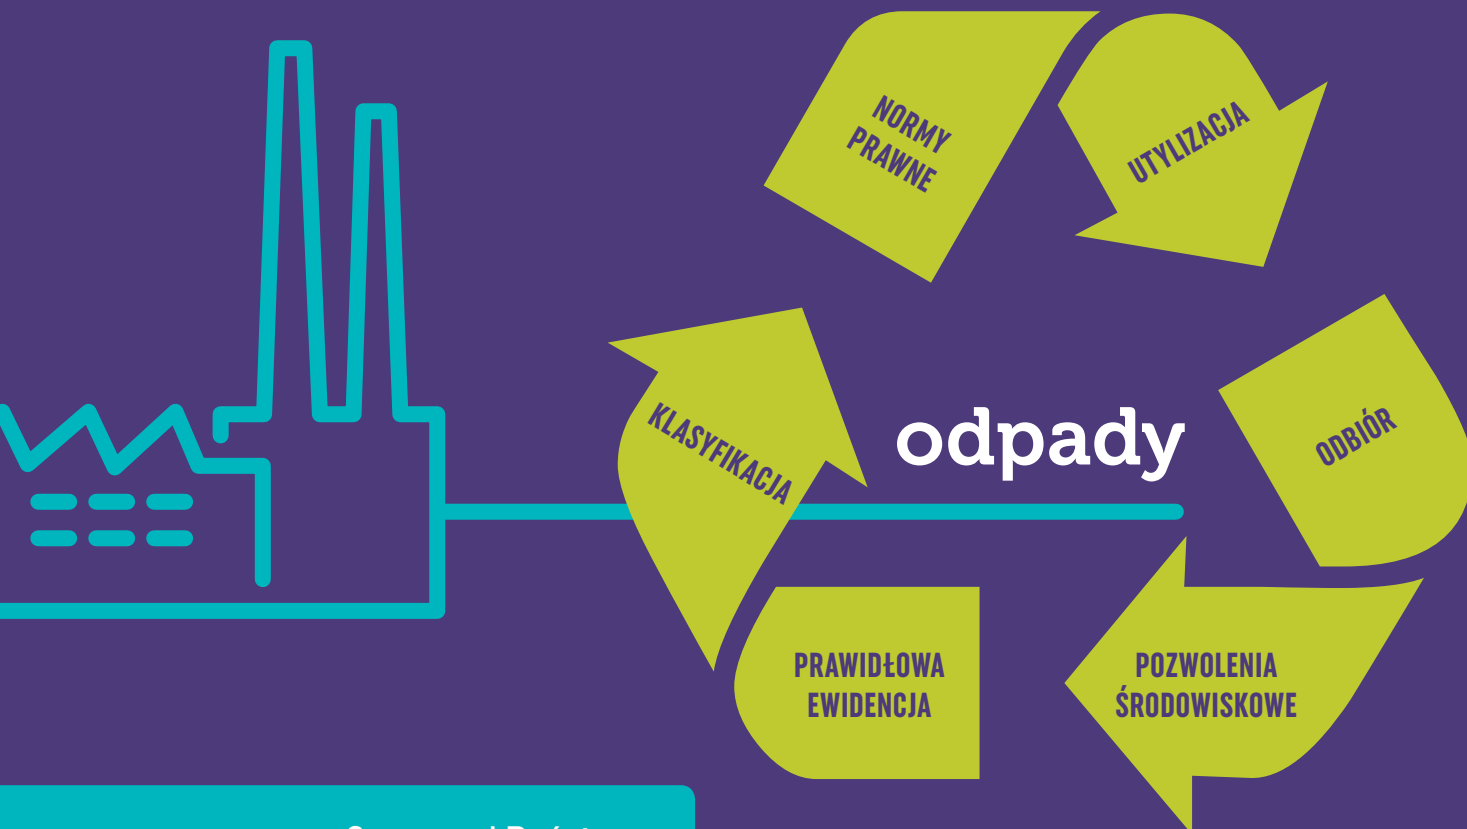 NORMY
PRAWNE
UTYLIZACJA
KLASYFIKACJA
odpady
ODBIÓR
PRAWIDŁOWA
EWIDENCJA
POZWOLENIA
ŚRODOWISKOWE